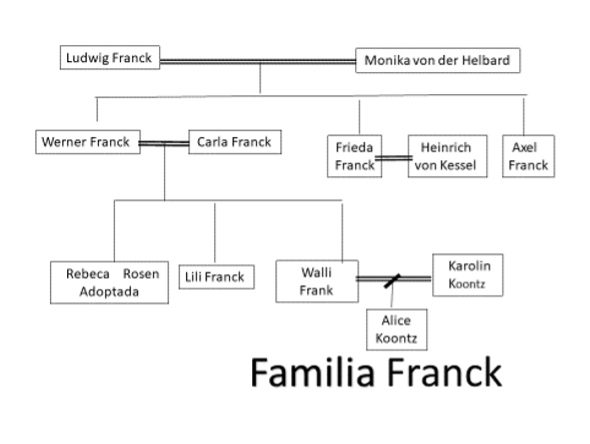 Ludwig Franck
Monika von der Helbard
Werner Franck
Carla Franck
Frieda
Franck
Heinrich
von Kessel
Axel
Franck
Rebeca Rosen
Adoptada
Lili Franck
Walli
Frank
Karolin
Koontz
Alice
Koontz
Familia Franck